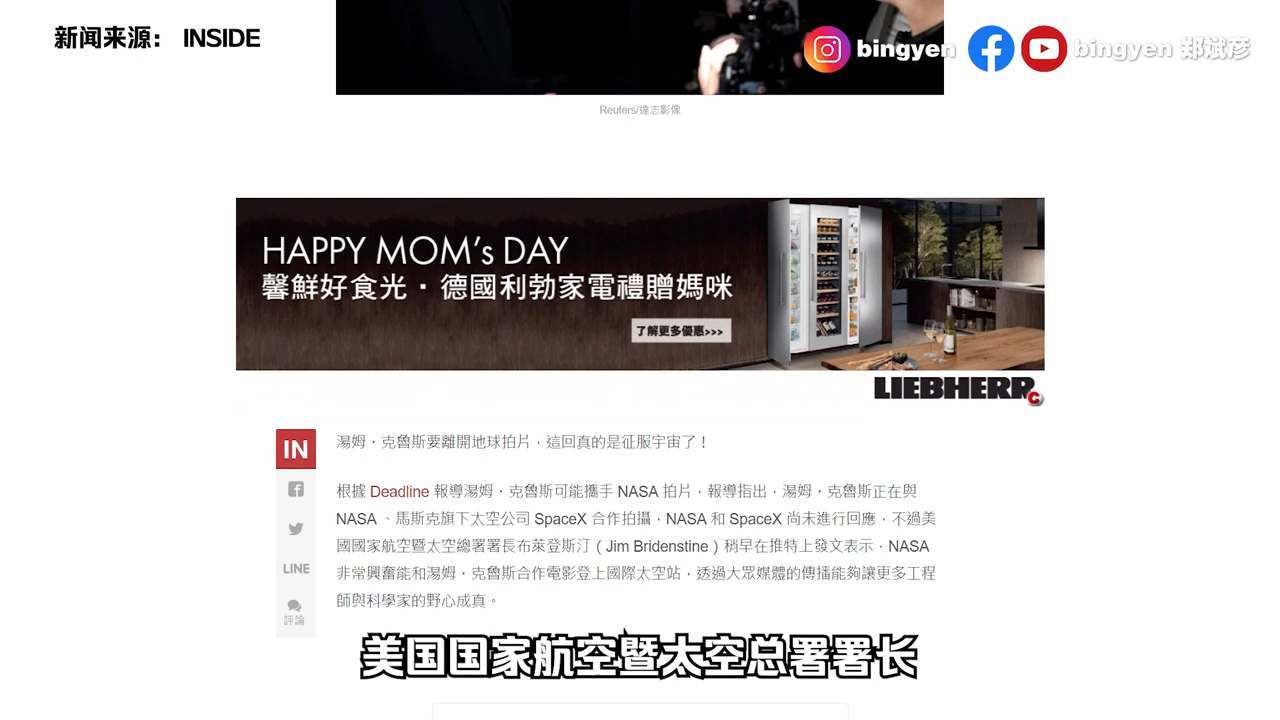 新闻来源： INSIDE
bingyen
bingyen 郑斌彦
Reuters/達志影像
HAPPY MOM's DAY
馨鮮好食光・德國利勃家電禮贈媽咪
了解更多優惠>>>
LIEBHERR
IN
湯姆・克魯斯要離開地球拍片，這回真的是征服宇宙了！
根據 Deadline 報導湯姆・克魯斯可能攜手 NASA 拍片，報導指出，湯姆・克魯斯正在與
NASA 、馬斯克旗下太空公司 SpaceX 合作拍攝，NASA 和 SpaceX 尚未進行回應，不過美
國國家航空暨太空總署署長布萊登斯汀（Jim Bridenstine）稍早在推特上發文表示，NASA
非常興奮能和湯姆・克魯斯合作電影登上國際太空站，透過大眾媒體的傳播能夠讓更多工程
師與科學家的野心成真。
LINE
評論
美国国家航空暨太空总署署长